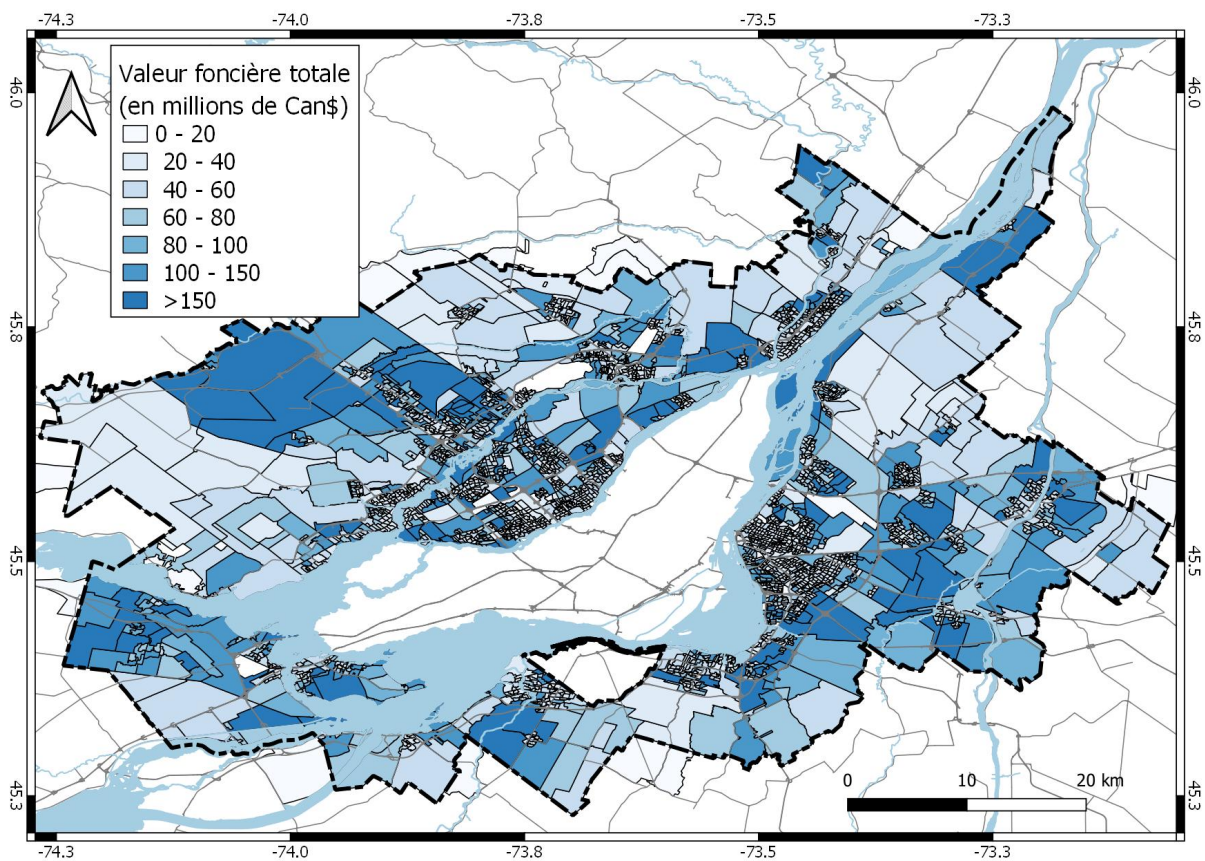 -74.3 -74.0 -73.8 -73.5 -73.3
46.0 46.0
Valeur foncière totale
(en millions de Can$)
0 - 20
20 - 40
40 - 60
60 - 80
80 - 100
100 - 150
>150
45.8 45.8
45.5 45.5
45.3 45.3
0 10 20 km
-74.3 -74.0 -73.8 -73.5 -73.3